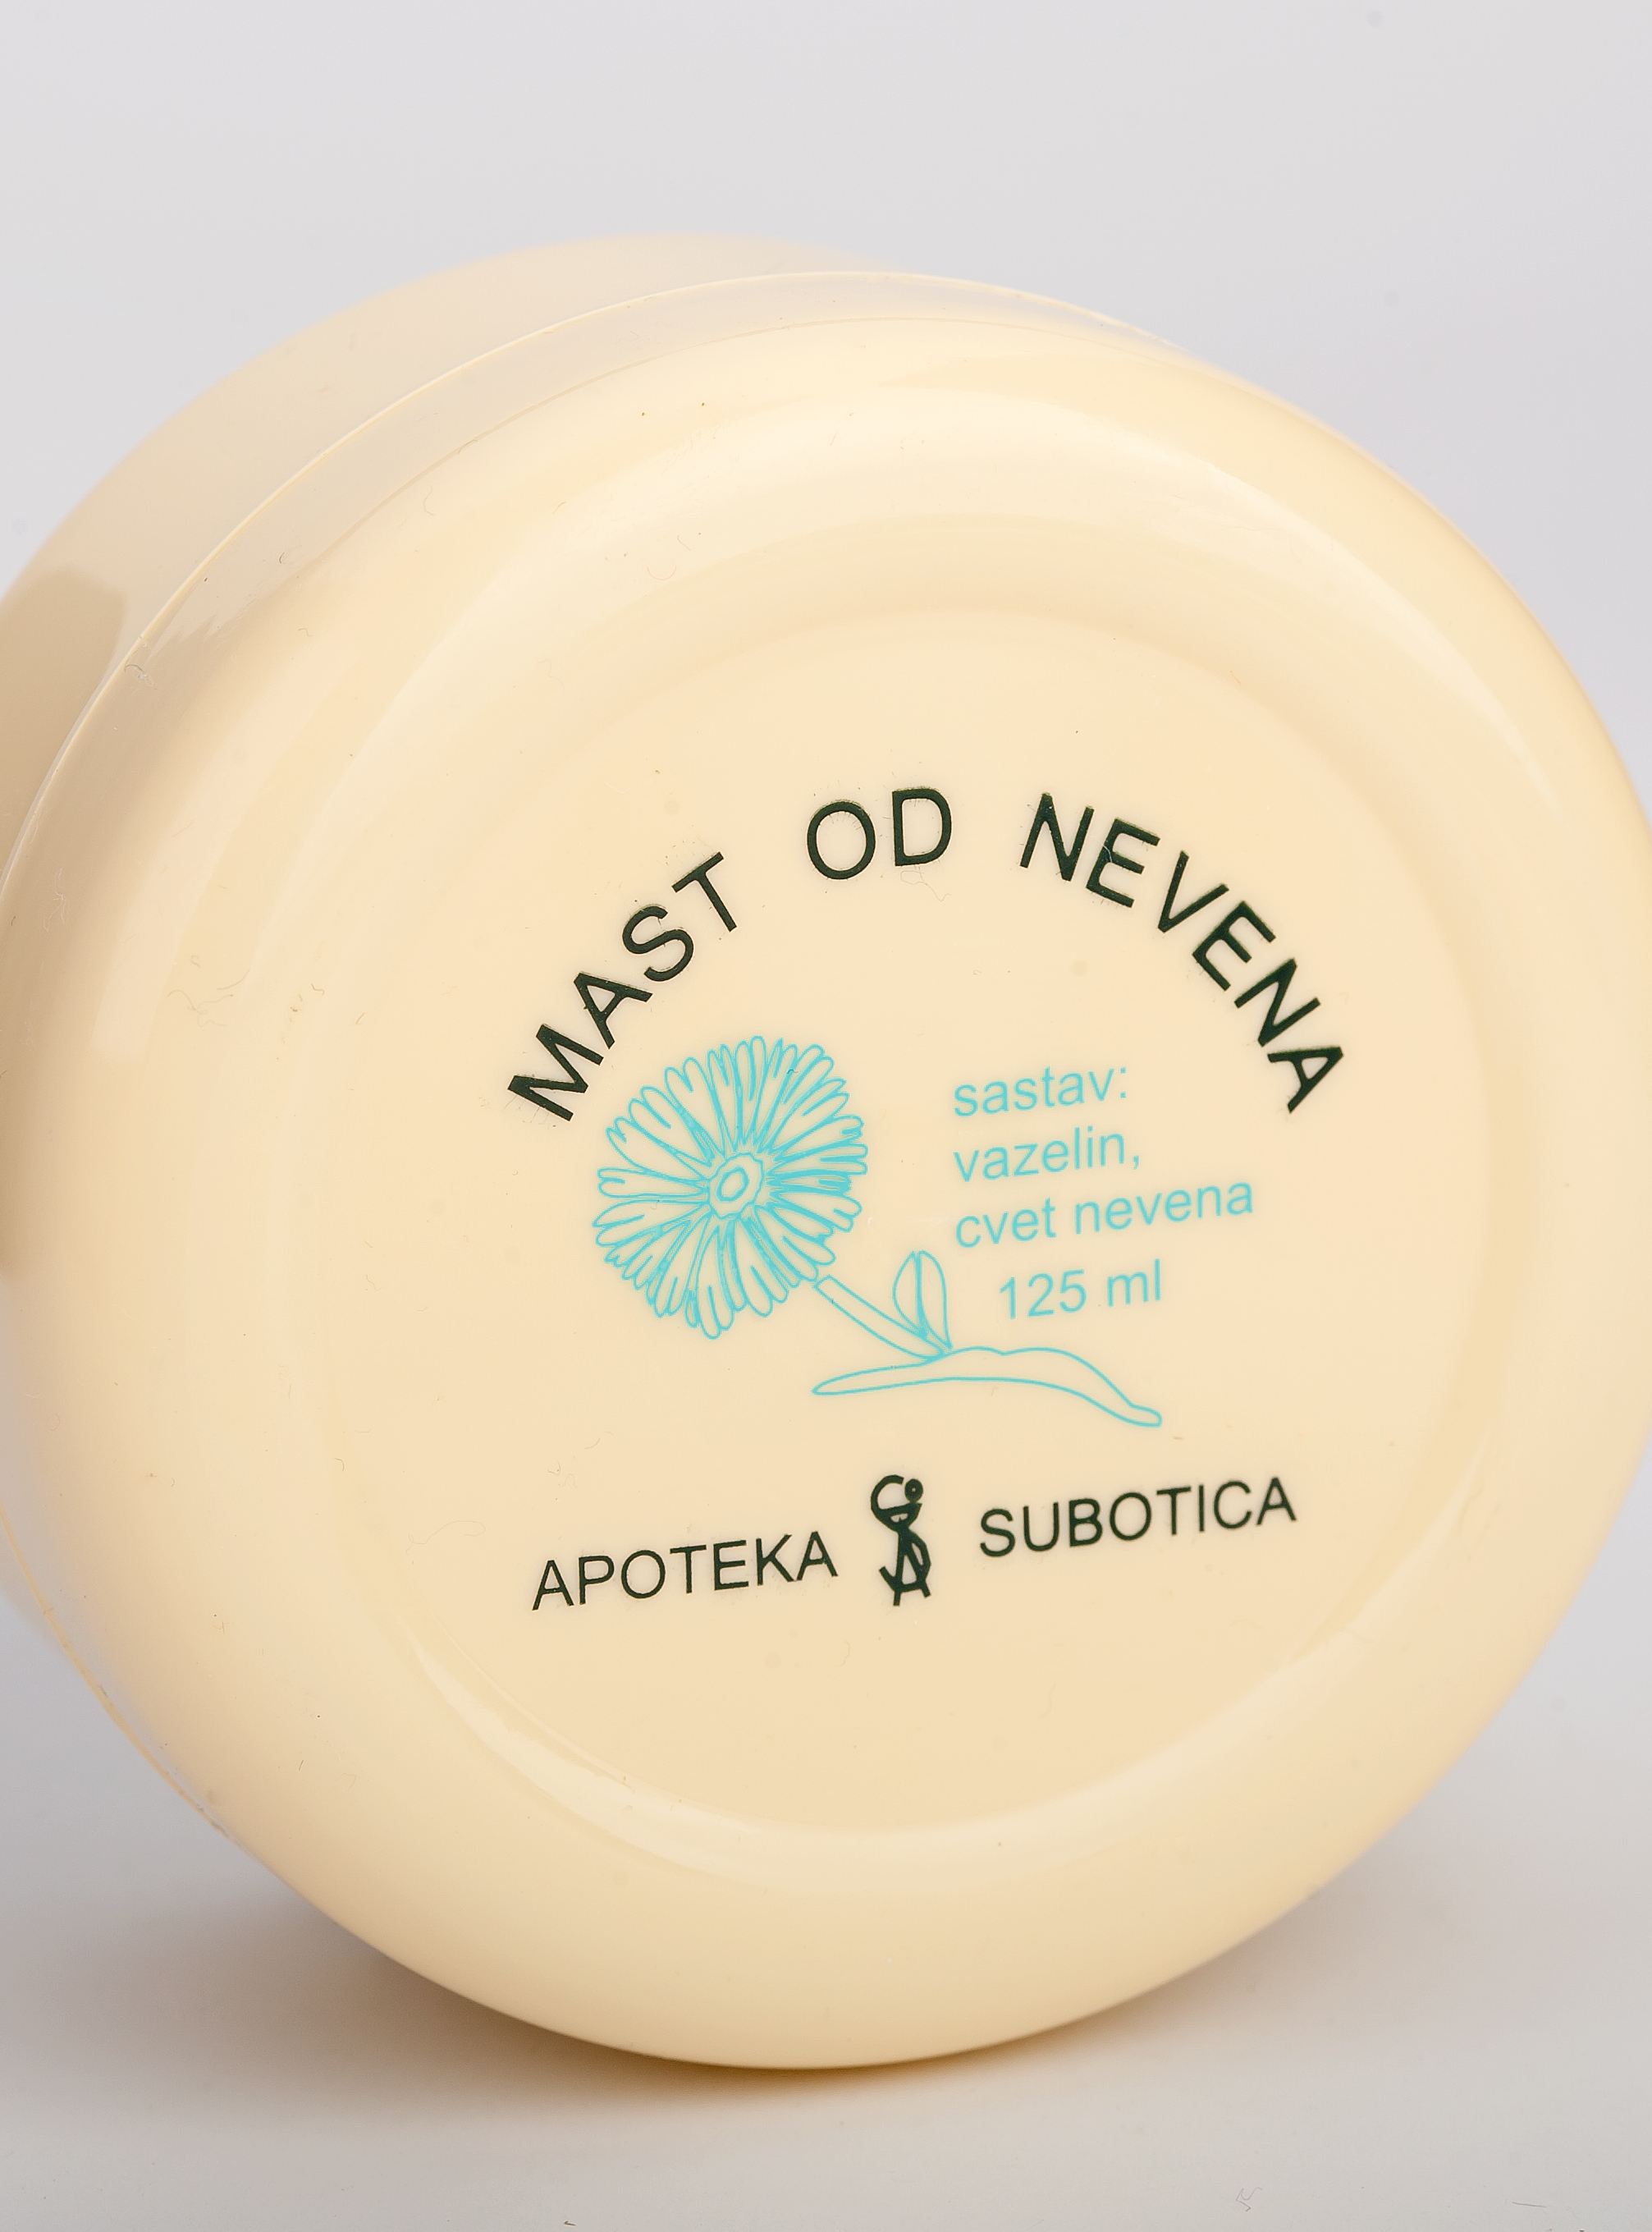 MAST OD NEVENA
sastav:
vazelin,
cvet nevena
125 ml
APOTEKA SUBOTICA